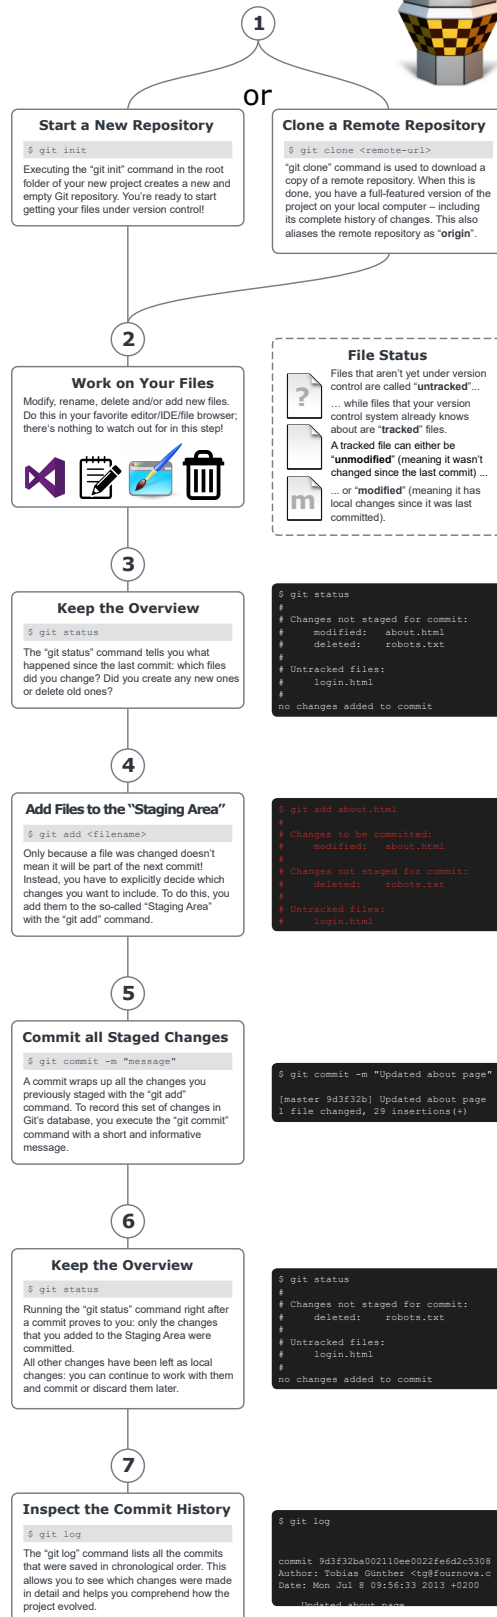 1
or
Start a New Repository
$ git init
Executing the “git init” command in the root
folder of your new project creates a new and
empty Git repository. You’re ready to start
getting your files under version control!
Clone a Remote Repository
$ git clone <remote-url>
“git clone” command is used to download a
copy of a remote repository. When this is
done, you have a full-featured version of the
project on your local computer – including
its complete history of changes. This also
aliases the remote repository as “origin”.
2
Work on Your Files
Modify, rename, delete and/or add new files.
Do this in your favorite editor/IDE/file browser;
there‘s nothing to watch out for in this step!
File Status
?
Files that aren’t yet under version
control are called “untracked”...
… while files that your version
control system already knows
about are “tracked” files.
A tracked file can either be
“unmodified” (meaning it wasn’t
changed since the last commit) ...
m
... or “modified” (meaning it has
local changes since it was last
committed).
3
Keep the Overview
$ git status
The “git status” command tells you what
happened since the last commit: which files
did you change? Did you create any new ones
or delete old ones?
$ git status
#
# Changes not staged for commit:
#     modified:   about.html
#     deleted:    robots.txt
#
# Untracked files:
#     login.html
#
no changes added to commit
4
Add Files to the “Staging Area”
$ git add <filename>
Only because a file was changed doesn’t
mean it will be part of the next commit!
Instead, you have to explicitly decide which
changes you want to include. To do this, you
add them to the so-called “Staging Area”
with the “git add” command.
$ git add about.html
#
# Changes to be committed:
#     modified:   about.html
#
# Changes not staged for commit:
#     deleted:    robots.txt
#
# Untracked files:
#     login.html
5
Commit all Staged Changes
$ git commit -m "message"
A commit wraps up all the changes you
previously staged with the “git add”
command. To record this set of changes in
Git’s database, you execute the “git commit”
command with a short and informative
message.
$ git commit -m "Updated about page"
[master 9d3f32b] Updated about page
1 file changed, 29 insertions(+)
6
Keep the Overview
$ git status
Running the “git status” command right after
a commit proves to you: only the changes
that you added to the Staging Area were
committed.
All other changes have been left as local
changes: you can continue to work with them
and commit or discard them later.
$ git status
#
# Changes not staged for commit:
#     deleted:    robots.txt
#
# Untracked files:
#     login.html
#
no changes added to commit
7
Inspect the Commit History
$ git log
The “git log” command lists all the commits
that were saved in chronological order. This
allows you to see which changes were made
in detail and helps you comprehend how the
project evolved.
$ git log
commit 9d3f32ba002110ee0022fe6d2c5308
Author: Tobias Günther <tg@fournova.c
Date: Mon Jul 8 09:56:33 2013 +0200
Updated about page